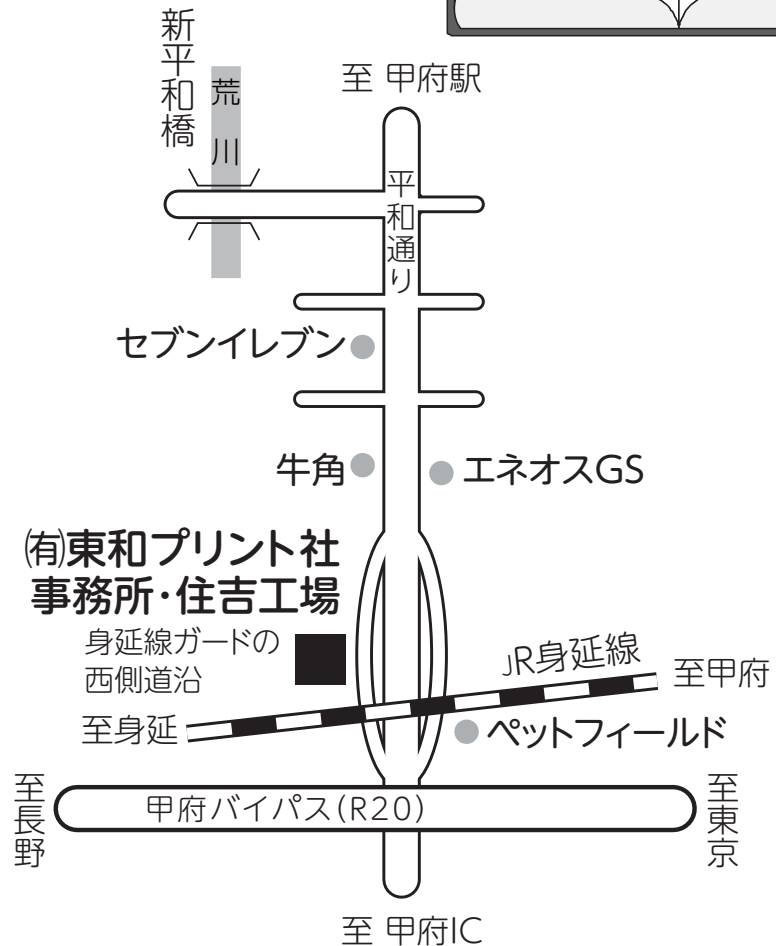 新平和橋
荒川
至 甲府駅
平和通り
セブンイレブン
牛角
エネオスGS
㈲東和プリント社
事務所・住吉工場
身延線ガードの
西側道沿
JR身延線
至甲府
至身延
ペットフィールド
至長野
甲府バイパス(R20)
至東京
至 甲府IC